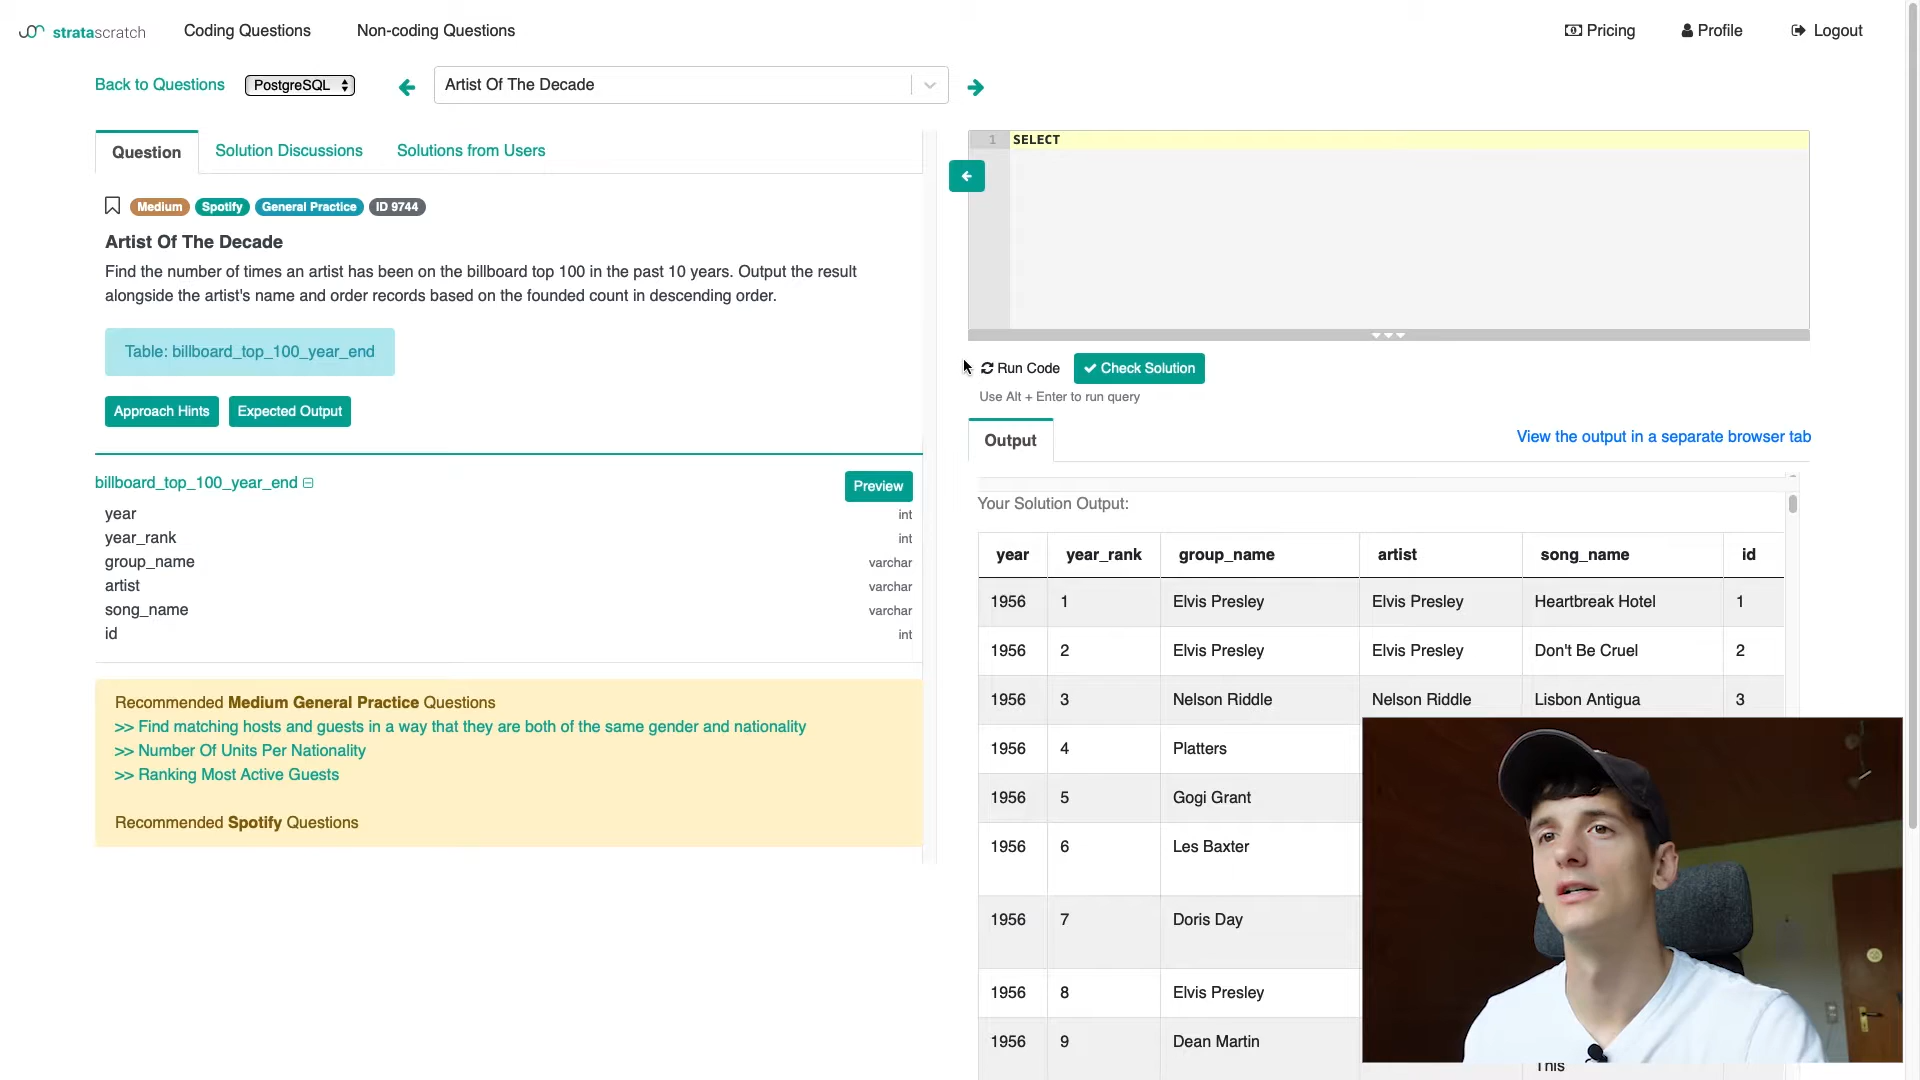 stratascratch
Coding Questions
Non-coding Questions
Pricing
Profile
Logout
Back to Questions
PostgreSQL
Artist Of The Decade
Question
Solution Discussions
Solutions from Users
Medium
Spotify
General Practice
ID 9744
Artist Of The Decade
Find the number of times an artist has been on the billboard top 100 in the past 10 years. Output the result
alongside the artist's name and order records based on the founded count in descending order.
Table: billboard_top_100_year_end
Approach Hints
Expected Output
billboard_top_100_year_end
Preview
year int
year_rank int
group_name varchar
artist varchar
song_name varchar
id int
Recommended Medium General Practice Questions
>> Find matching hosts and guests in a way that they are both of the same gender and nationality
>> Number Of Units Per Nationality
>> Ranking Most Active Guests
Recommended Spotify Questions
1 SELECT
Run Code
Check Solution
Use Alt + Enter to run query
Output
View the output in a separate browser tab
Your Solution Output:
year year_rank group_name artist song_name id
1956 1 Elvis Presley Elvis Presley Heartbreak Hotel 1
1956 2 Elvis Presley Elvis Presley Don't Be Cruel 2
1956 3 Nelson Riddle Nelson Riddle Lisbon Antigua 3
1956 4 Platters
1956 5 Gogi Grant
1956 6 Les Baxter
1956 7 Doris Day
1956 8 Elvis Presley
1956 9 Dean Martin
This